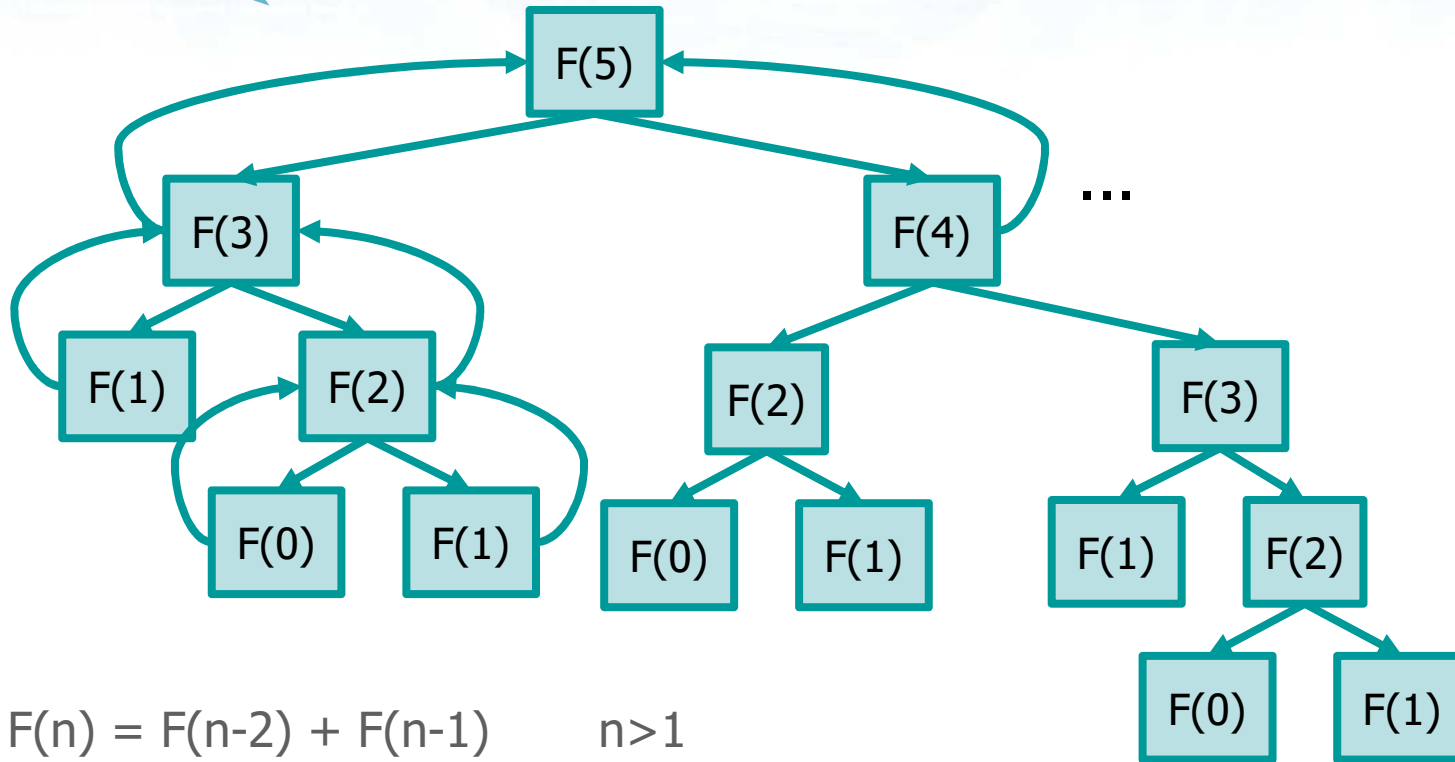 F(5)
F(3) F(4) ...
F(1) F(2) F(2) F(3)
F(0) F(1) F(0) F(1) F(1) F(2)
F(0) F(1)
F(n) = F(n-2) + F(n-1) n>1